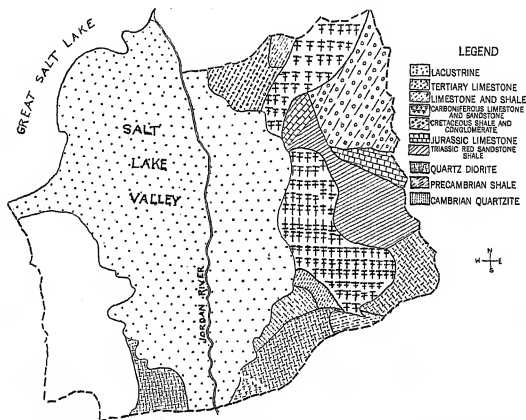 GREAT SALT LAKE
SALT
LAKE
VALLEY
JORDAN RIVER
LEGEND
LACUSTRINE
TERTIARY LIMESTONE
LIMESTONE AND SHALE
CARBONIFEROUS LIMESTONE
AND SANDSTONE
CRETACEOUS SHALE AND
CONGLOMERATE
JURASSIC LIMESTONE
TRIASSIC RED SANDSTONE
SHALE
QUARTZ DIORITE
PRECAMBRIAN SHALE
CAMBRIAN QUARTZITE
N
W E
S